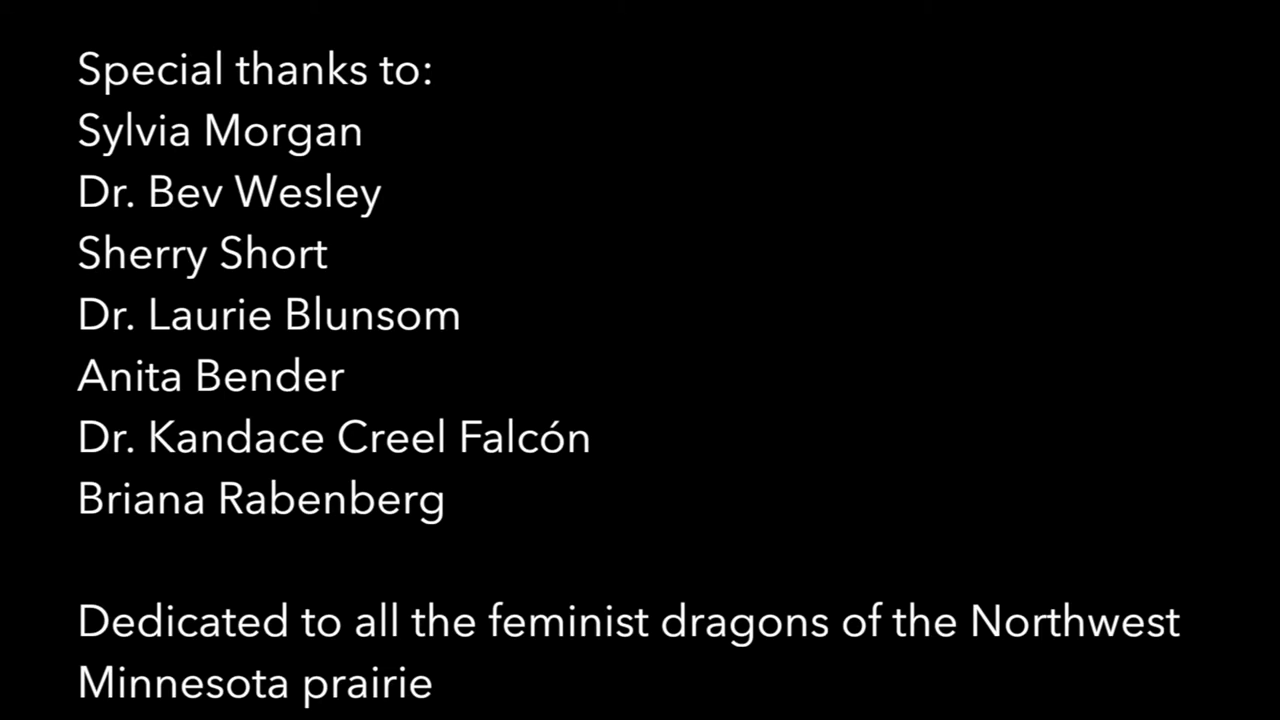 Special thanks to:
Sylvia Morgan
Dr. Bev Wesley
Sherry Short
Dr. Laurie Blunsom
Anita Bender
Dr. Kandace Creel Falcón
Briana Rabenberg
Dedicated to all the feminist dragons of the Northwest
Minnesota prairie